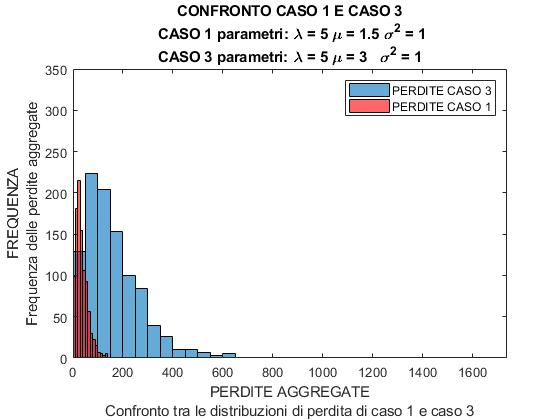 CONFRONTO CASO 1 E CASO 3
CASO 1 parametri: λ = 5 μ = 1.5 σ² = 1
CASO 3 parametri: λ = 5 μ = 3 σ² = 1
PERDITE CASO 3
PERDITE CASO 1
350
300
250
200
150
100
50
0
FREQUENZA
Frequenza delle perdite aggregate
0 200 400 600 800 1000 1200 1400 1600
PERDITE AGGREGATE
Confronto tra le distribuzioni di perdita di caso 1 e caso 3